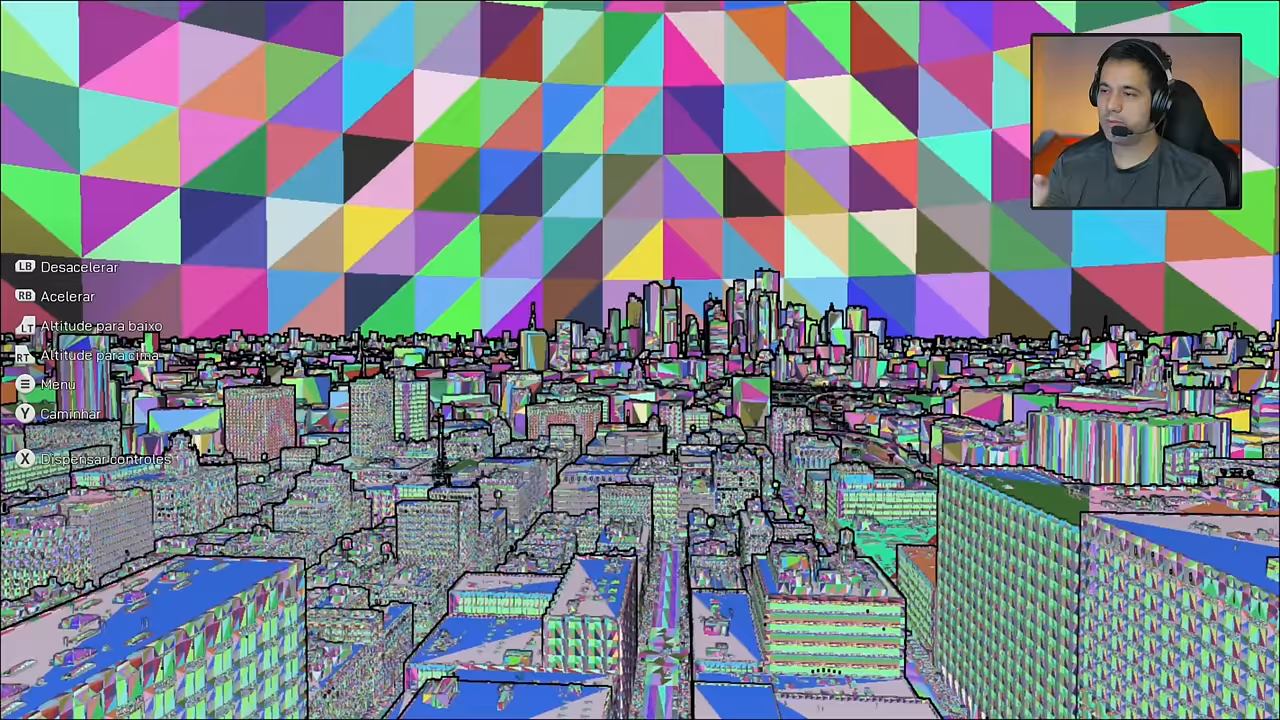 LB Desacelerar
RB Acelerar
LT Altitude para baixo
RT Altitude para cima
Menu
Y Caminhar
X Dispensar controles